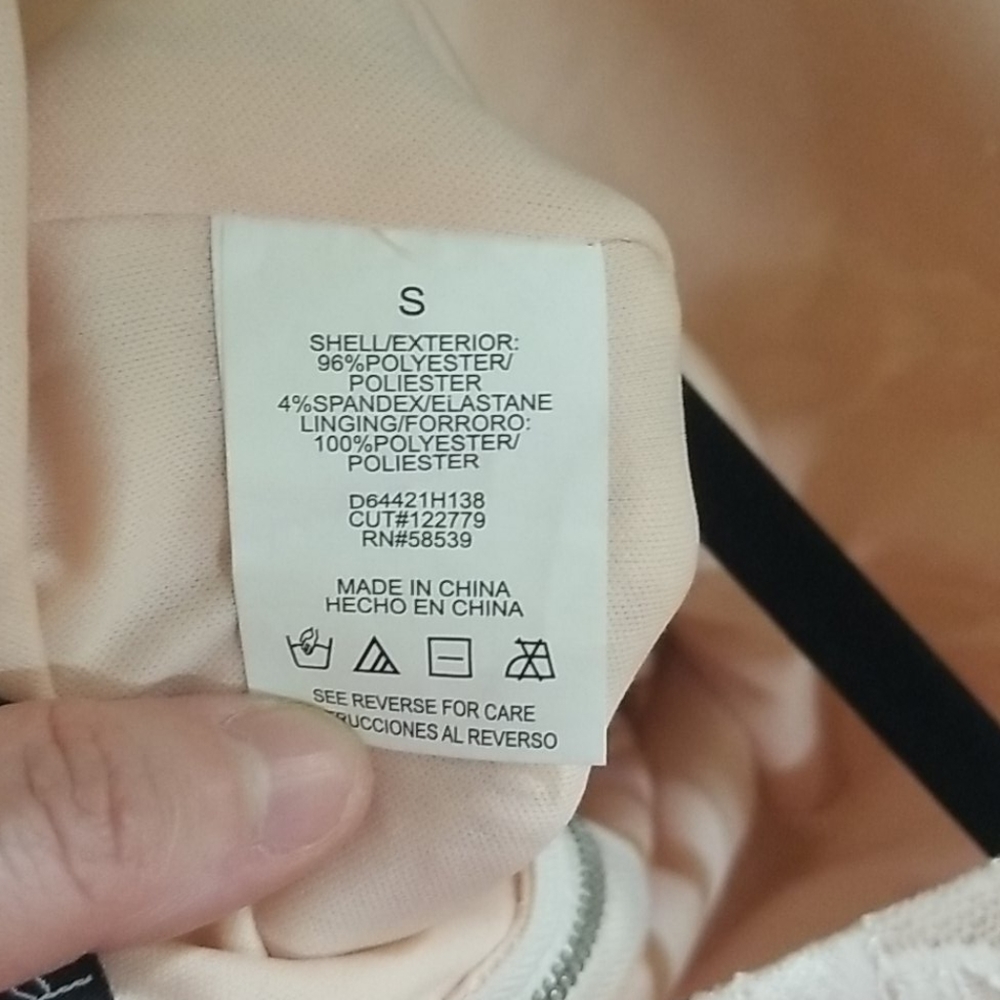 S
SHELL/EXTERIOR:
96%POLYESTER/
POLIESTER
4%SPANDEX/ELASTANE
LINGING/FORRORO:
100%POLYESTER/
POLIESTER
D64421H138
CUT#122779
RN#58539
MADE IN CHINA
HECHO EN CHINA
SEE REVERSE FOR CARE
AL REVERSO